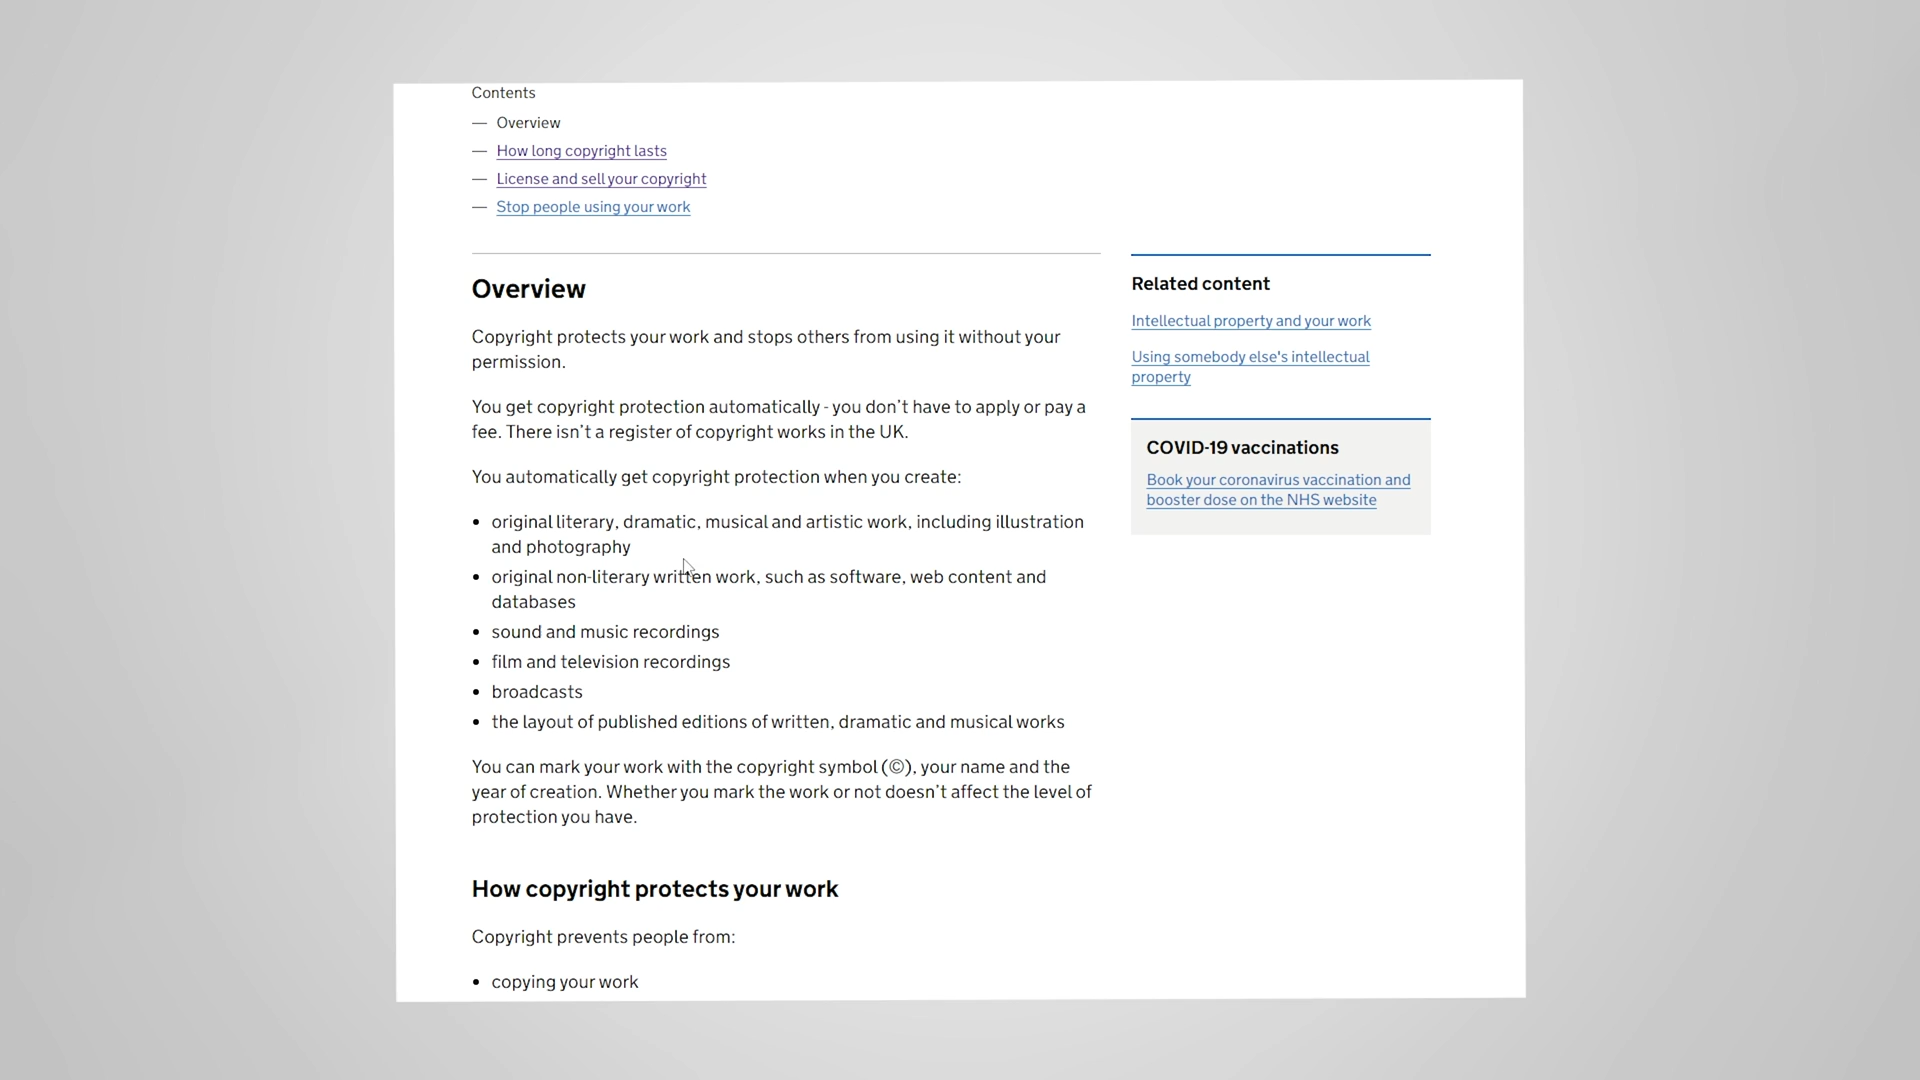 Contents
— Overview
— How long copyright lasts
— License and sell your copyright
— Stop people using your work
Overview
Copyright protects your work and stops others from using it without your
permission.
You get copyright protection automatically - you don’t have to apply or pay a
fee. There isn’t a register of copyright works in the UK.
You automatically get copyright protection when you create:
• original literary, dramatic, musical and artistic work, including illustration
and photography
• original non-literary written work, such as software, web content and
databases
• sound and music recordings
• film and television recordings
• broadcasts
• the layout of published editions of written, dramatic and musical works
You can mark your work with the copyright symbol (©), your name and the
year of creation. Whether you mark the work or not doesn’t affect the level of
protection you have.
How copyright protects your work
Copyright prevents people from:
• copying your work
Related content
Intellectual property and your work
Using somebody else's intellectual
property
COVID-19 vaccinations
Book your coronavirus vaccination and
booster dose on the NHS website